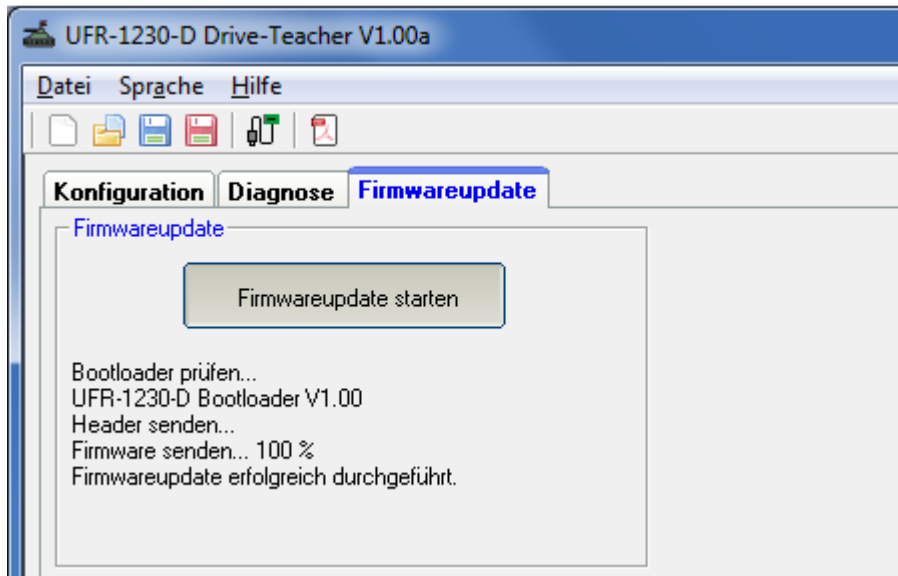 UFR-1230-D Drive-Teacher V1.00a
Datei Sprache Hilfe
Konfiguration Diagnose Firmwareupdate
Firmwareupdate
Firmwareupdate starten
Bootloader prüfen...
UFR-1230-D Bootloader V1.00
Header senden...
Firmware senden... 100 %
Firmwareupdate erfolgreich durchgeführt.